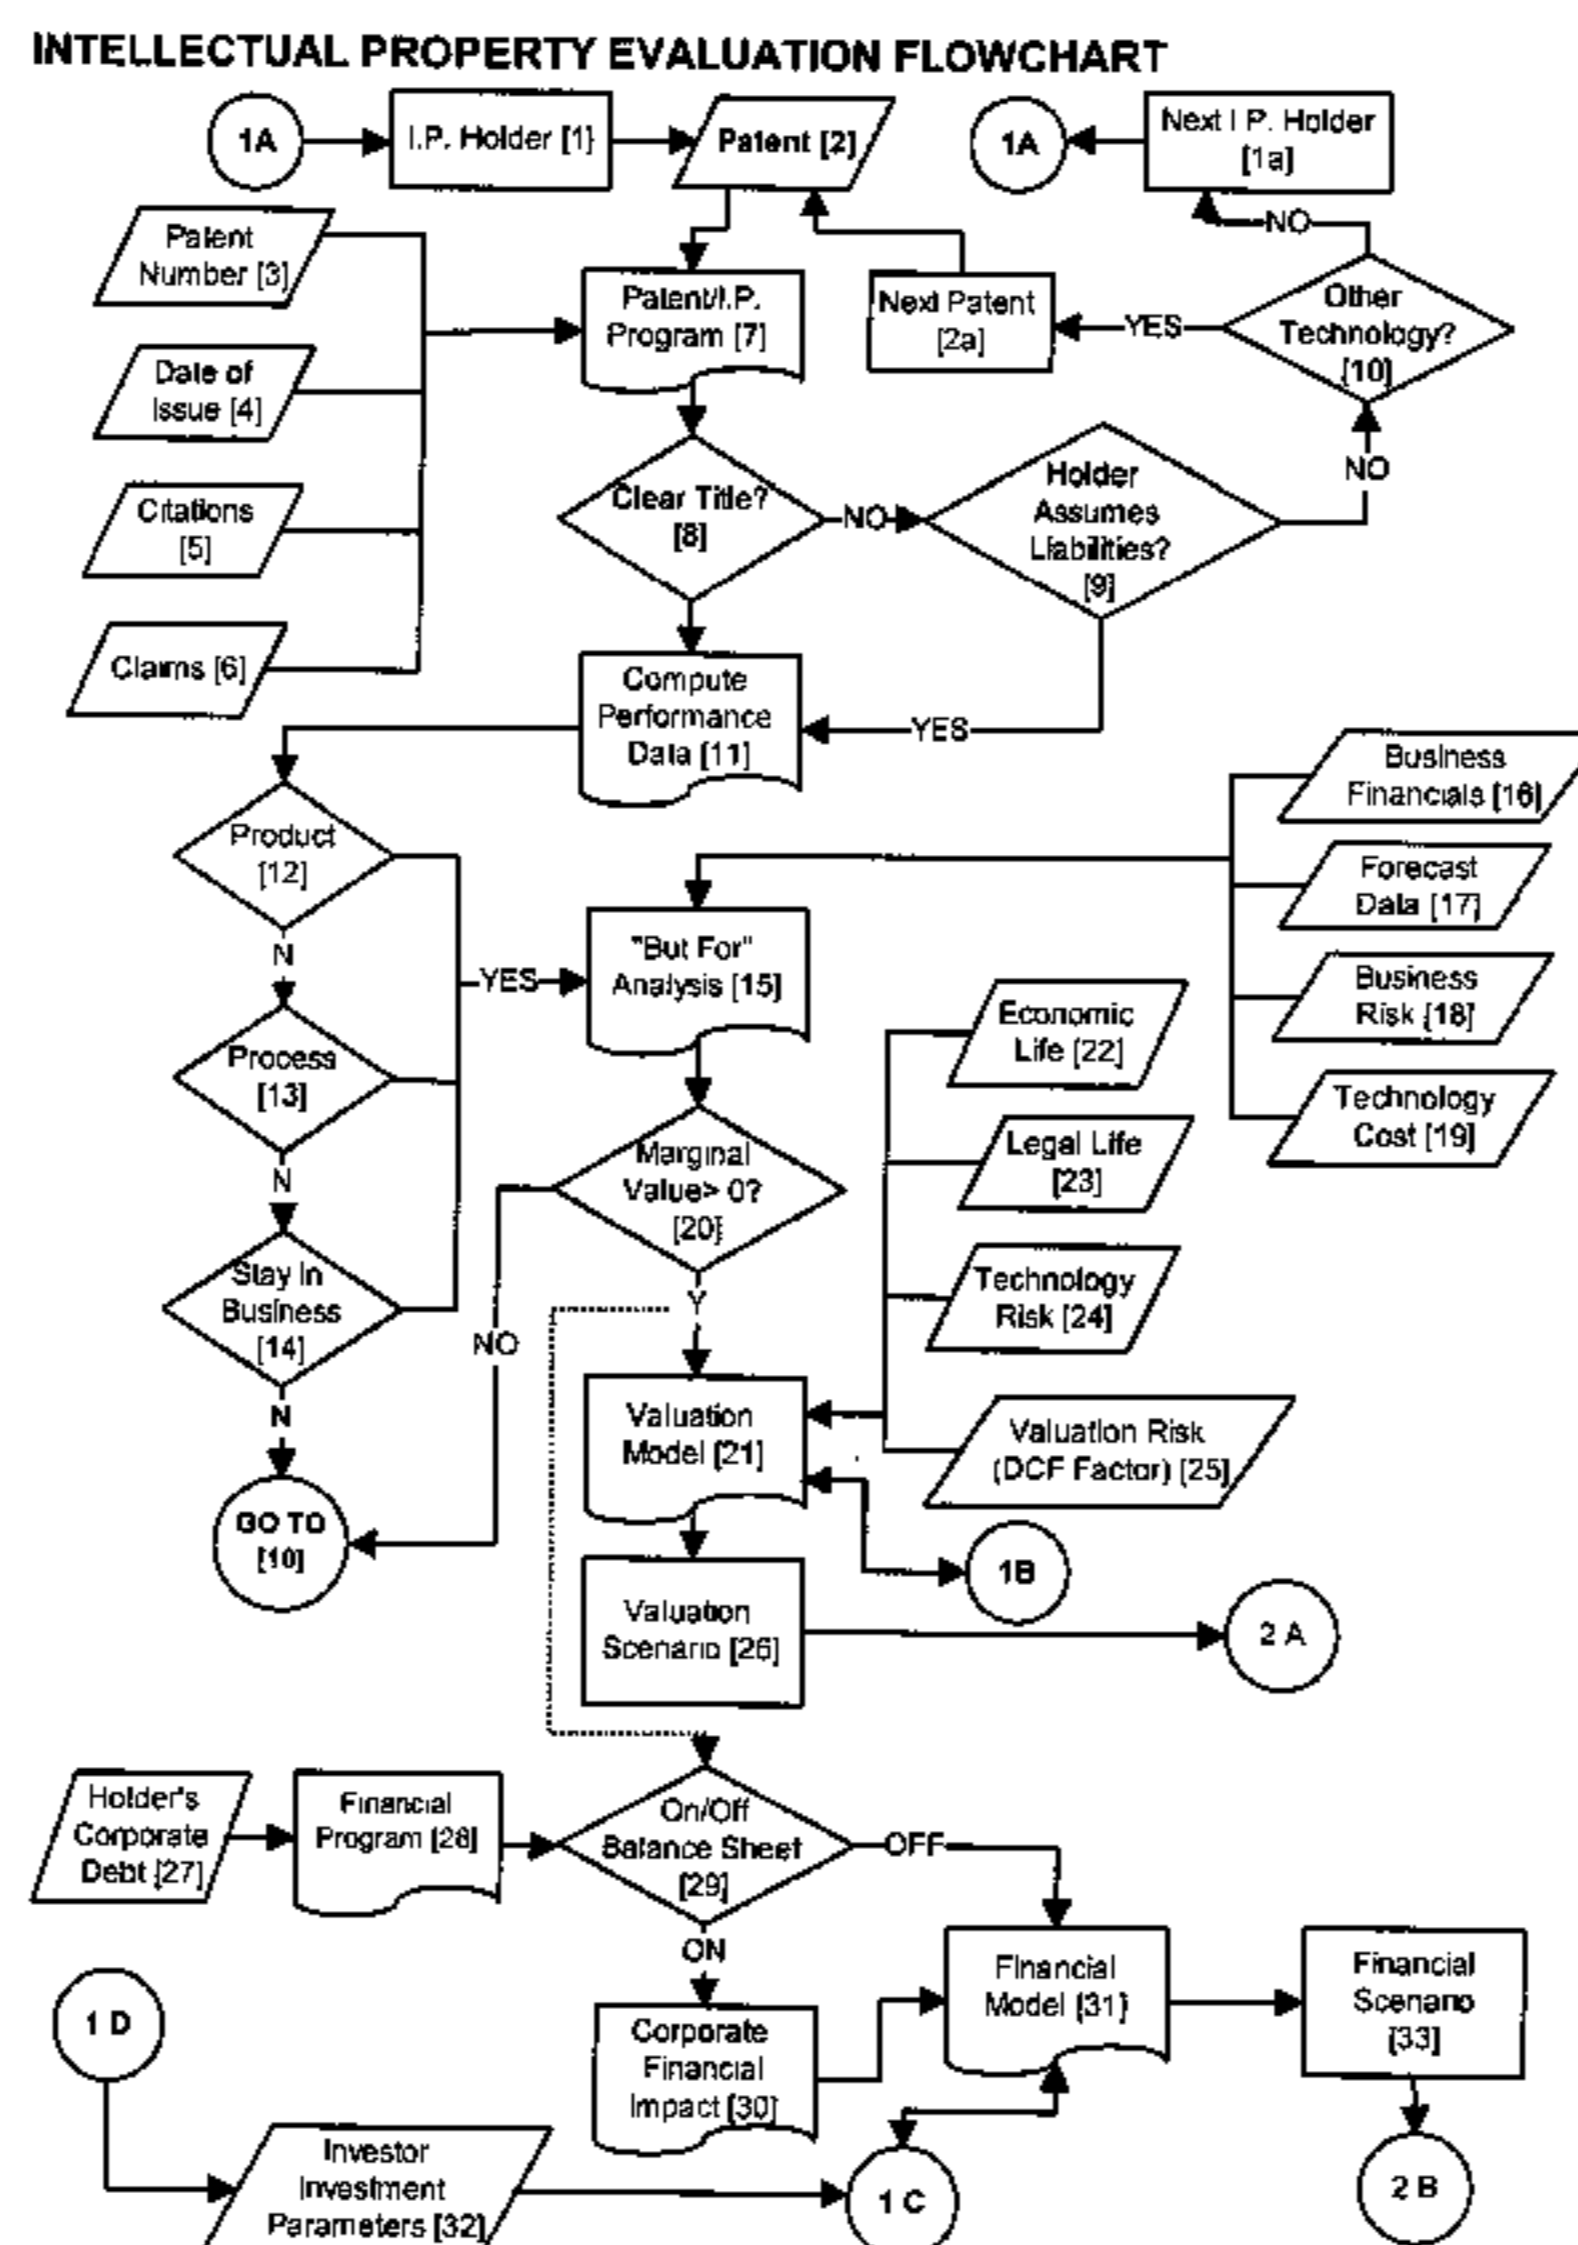 INTELLECTUAL PROPERTY EVALUATION FLOWCHART
1A
I.P. Holder [1]
Patent [2]
1A
Next I.P. Holder
[1a]
NO
Patent
Number [3]
Patent/I.P.
Program [7]
Next Patent
[2a]
YES
Other
Technology?
[10]
Date of
Issue [4]
NO
Citations
[5]
Clear Title?
[8]
NO
Holder
Assumes
Liabilities?
[9]
Claims [6]
Compute
Performance
Data [11]
YES
Business
Financials [16]
Product
[12]
Forecast
Data [17]
N
"But For"
Analysis [15]
YES
Business
Risk [18]
Economic
Life [22]
Process
[13]
Technology
Cost [19]
N
Marginal
Value> 0?
[20]
Legal Life
[23]
Stay In
Business
[14]
Y
NO
Technology
Risk [24]
N
Valuation
Model [21]
Valuation Risk
(DCF Factor) [25]
GO TO
[10]
1B
Valuation
Scenario [26]
2 A
Holder's
Corporate
Debt [27]
Financial
Program [28]
On/Off
Balance Sheet
[29]
OFF
ON
1 D
Corporate
Financial
Impact [30]
Financial
Model [31]
Financial
Scenario
[33]
Investor
Investment
Parameters [32]
1 C
2 B